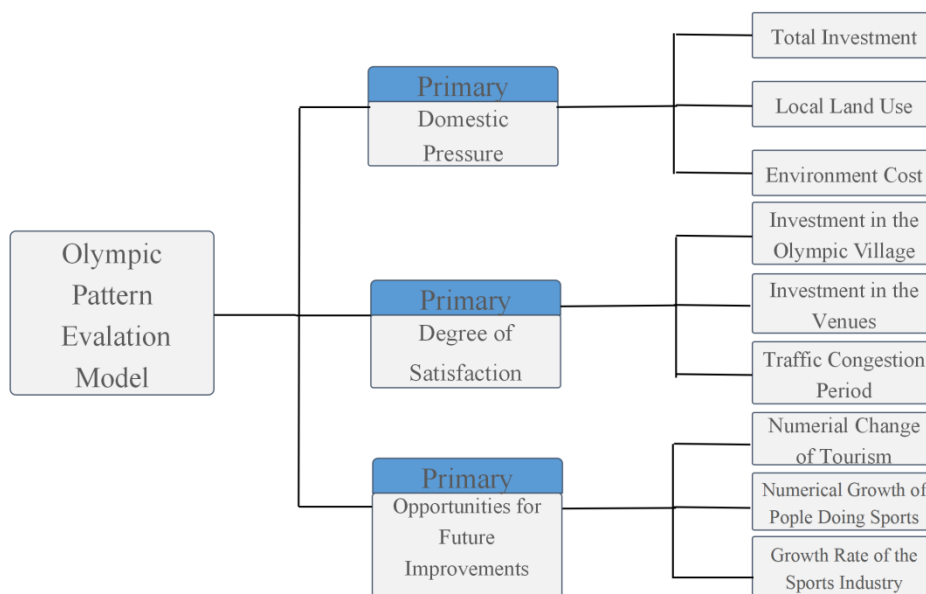 Olympic
Pattern
Evalation
Model
Primary
Domestic
Pressure
Total Investment
Local Land Use
Environment Cost
Primary
Degree of
Satisfaction
Investment in the
Olympic Village
Investment in the
Venues
Traffic Congestion
Period
Primary
Opportunities for
Future
Improvements
Numerial Change
of Tourism
Numerical Growth of
Pople Doing Sports
Growth Rate of the
Sports Industry